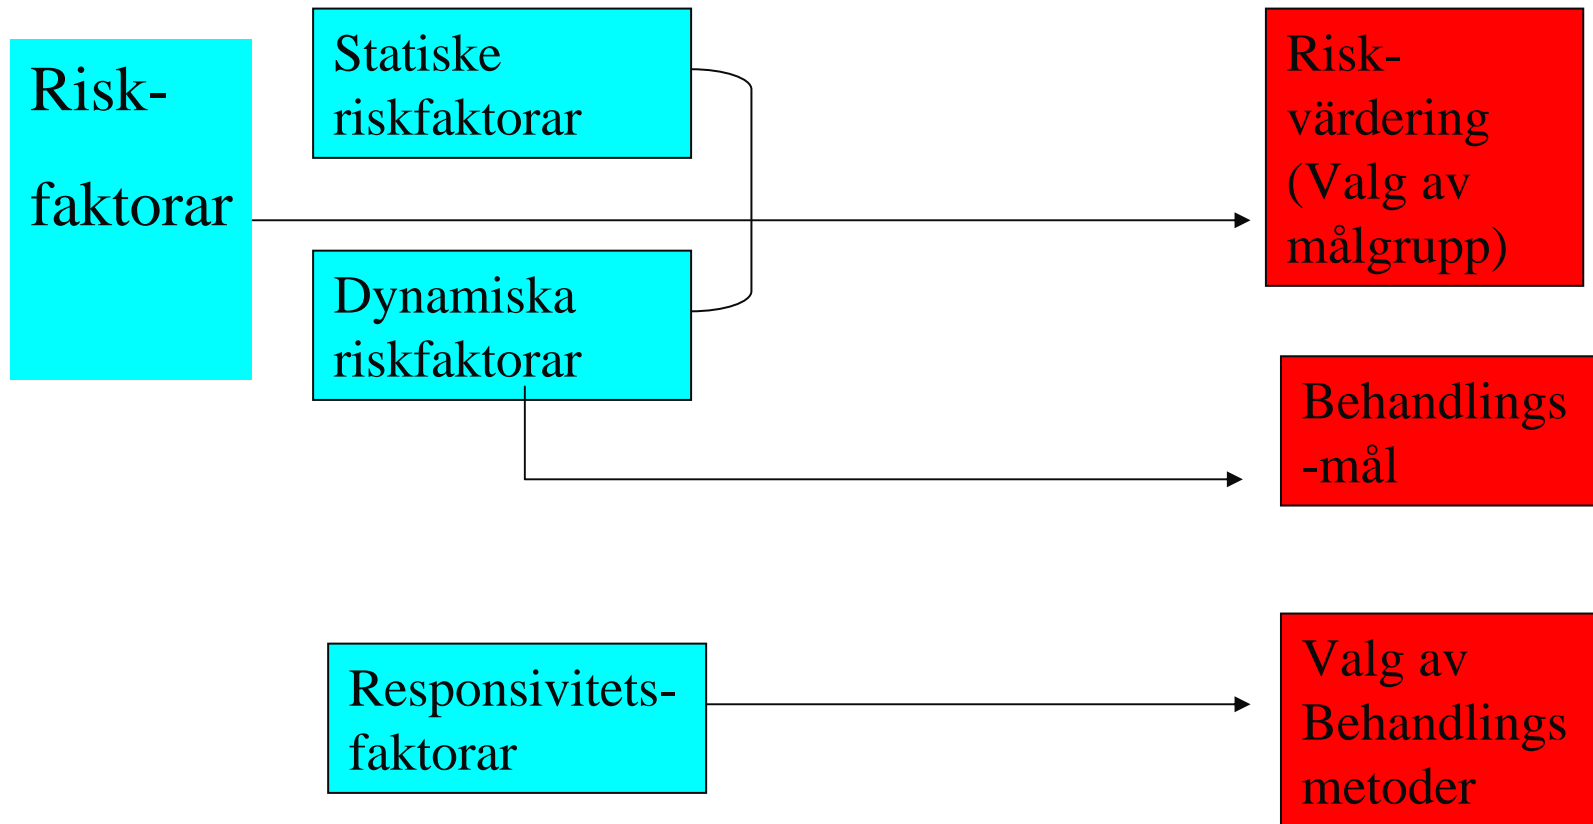 Risk-
faktorar
Statiske
riskfaktorar
Dynamiska
riskfaktorar
Responsivitets-
faktorar
Risk-
värdering
(Valg av
målgrupp)
Behandlings
-mål
Valg av
Behandlings
metoder